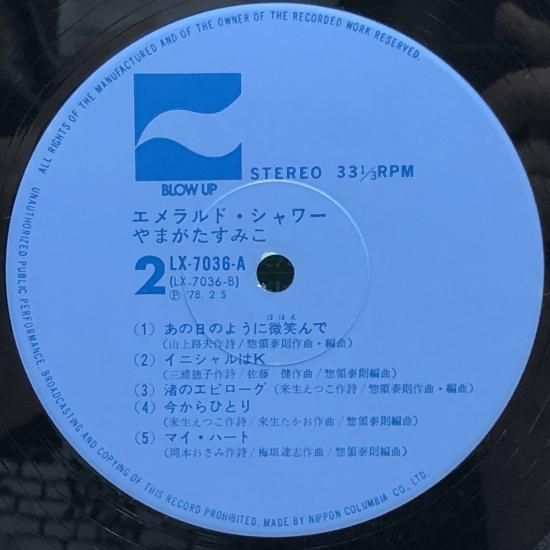 ALL RIGHTS OF THE MANUFACTURER AND OF THE OWNER OF THE RECORDED WORK RESERVED.
BLOW UP
STEREO 33 1/3 RPM
エメラルド・シャワー
やまがたすみこ
2 LX-7036-A
(LX-7036-B)
Ⓟ '78. 2 S
ほほえ
(1) あの日のように微笑んで
(山上路夫作詩/惣領泰則作曲・編曲)
(2) イニシャルはK
(三浦徳子作詩/佐藤 健作曲/惣領泰則編曲)
(3) 渚のエピローグ (来生えつこ作詩/惣領泰則作曲・編曲)
(4) 今からひとり
(来生えつこ作詩/来生たかお作曲/惣領泰則編曲)
(5) マイ・ハート
(岡本おさみ作詩/梅垣達志作曲/惣領泰則編曲)
UNAUTHORIZED PUBLIC PERFORMANCE, BROADCASTING AND COPYING OF THIS RECORD PROHIBITED. MADE BY NIPPON COLUMBIA CO., LTD.